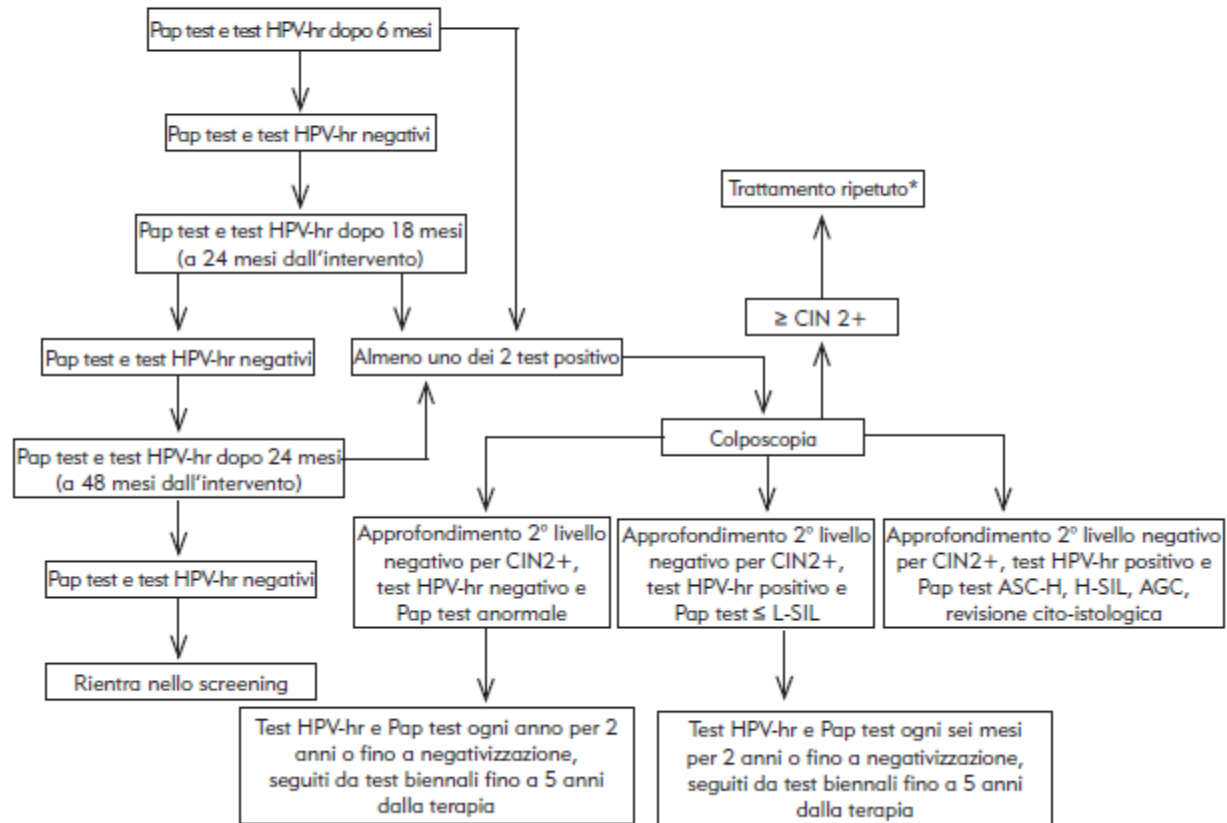 Pap test e test HPV-hr dopo 6 mesi
Pap test e test HPV-hr negativi
Trattamento ripetuto*
Pap test e test HPV-hr dopo 18 mesi
(a 24 mesi dall'intervento)
≥ CIN 2+
Pap test e test HPV-hr negativi
Almeno uno dei 2 test positivo
Colposcopia
Pap test e test HPV-hr dopo 24 mesi
(a 48 mesi dall'intervento)
Approfondimento 2° livello
negativo per CIN2+,
test HPV-hr negativo e
Pap test anormale
Approfondimento 2° livello
negativo per CIN2+,
test HPV-hr positivo e
Pap test ≤ L-SIL
Approfondimento 2° livello negativo
per CIN2+, test HPV-hr positivo e
Pap test ASC-H, H-SIL, AGC,
revisione cito-istologica
Pap test e test HPV-hr negativi
Rientra nello screening
Test HPV-hr e Pap test ogni anno per 2
anni o fino a negativizzazione,
seguiti da test biennali fino a 5 anni
dalla terapia
Test HPV-hr e Pap test ogni sei mesi
per 2 anni o fino a negativizzazione,
seguiti da test biennali fino a 5 anni
dalla terapia